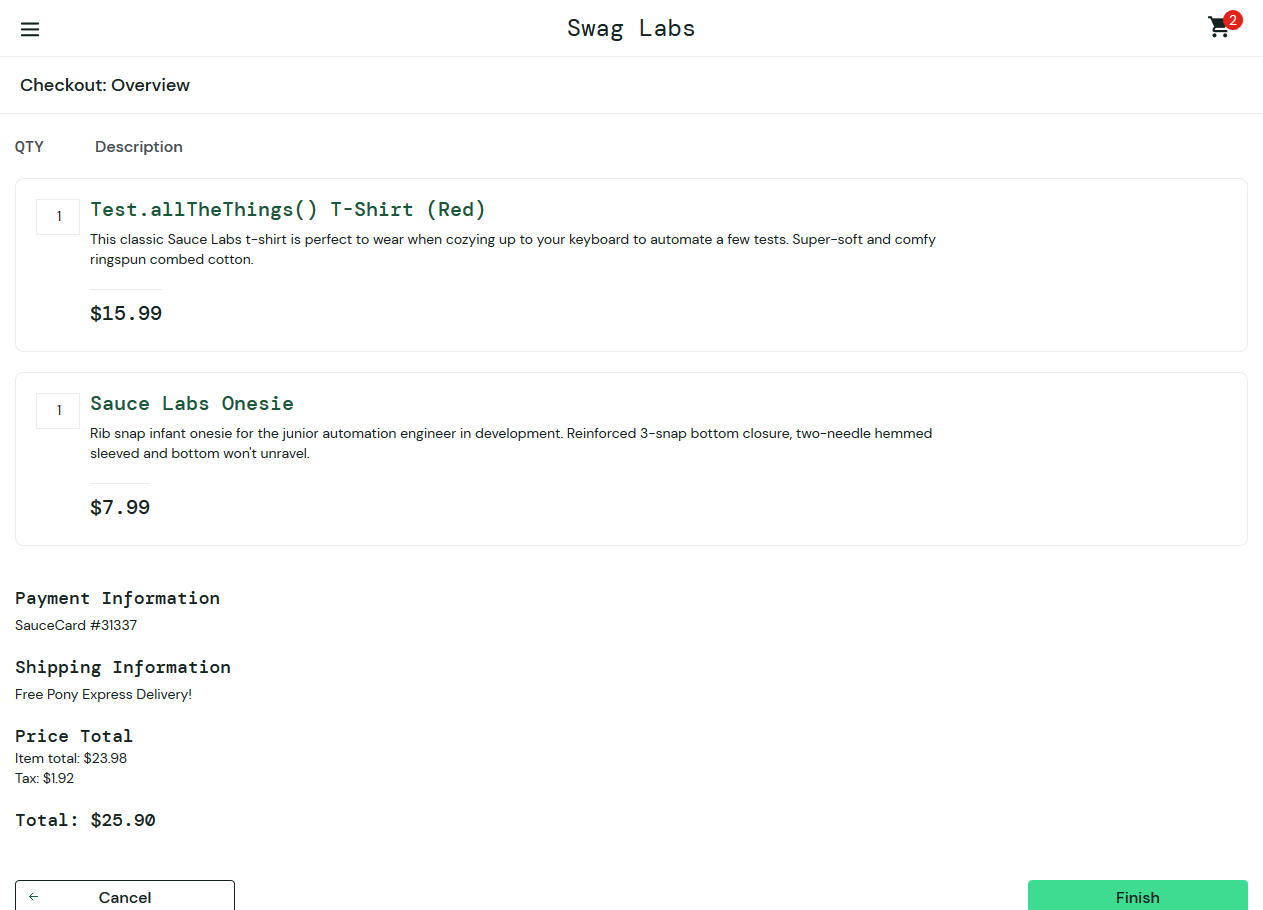 Swag Labs
2
Checkout: Overview
QTY Description
1
Test.allTheThings() T-Shirt (Red)
This classic Sauce Labs t-shirt is perfect to wear when cozying up to your keyboard to automate a few tests. Super-soft and comfy
ringspun combed cotton.
$15.99
1
Sauce Labs Onesie
Rib snap infant onesie for the junior automation engineer in development. Reinforced 3-snap bottom closure, two-needle hemmed
sleeved and bottom won't unravel.
$7.99
Payment Information
SauceCard #31337
Shipping Information
Free Pony Express Delivery!
Price Total
Item total: $23.98
Tax: $1.92
Total: $25.90
Cancel
Finish